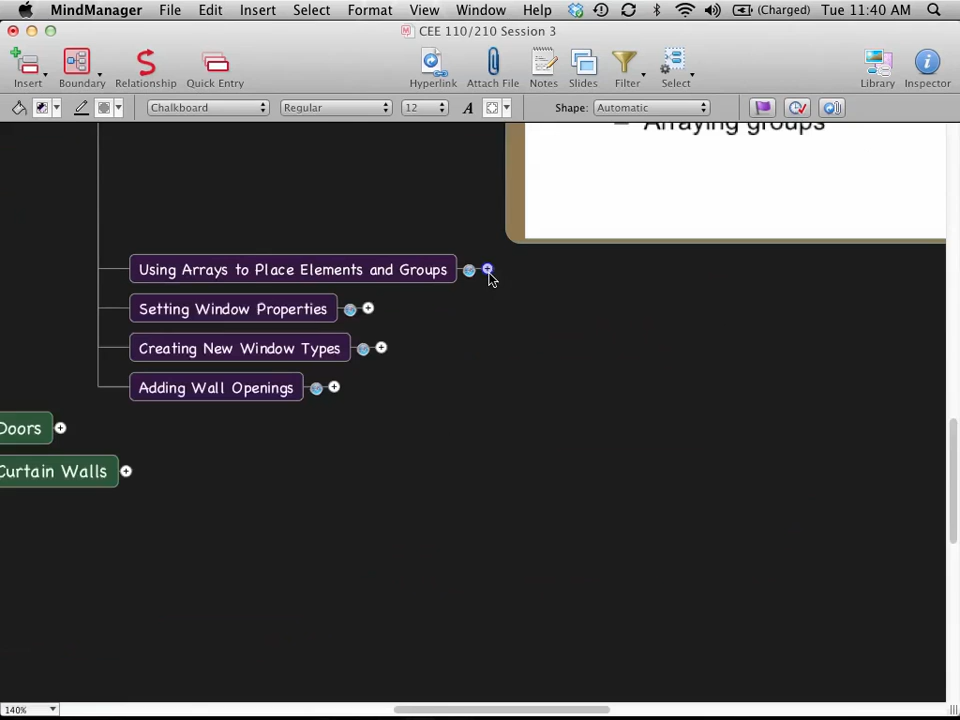 MindManager File Edit Insert Select Format View Window Help (Charged) Tue 11:40 AM
CEE 110/210 Session 3
Insert Boundary Relationship Quick Entry Hyperlink Attach File Notes Slides Filter Select Library Inspector
Chalkboard Regular 12 A Shape: Automatic
– Arraying groups
Using Arrays to Place Elements and Groups
Setting Window Properties
Creating New Window Types
Adding Wall Openings
Doors
Curtain Walls
140%